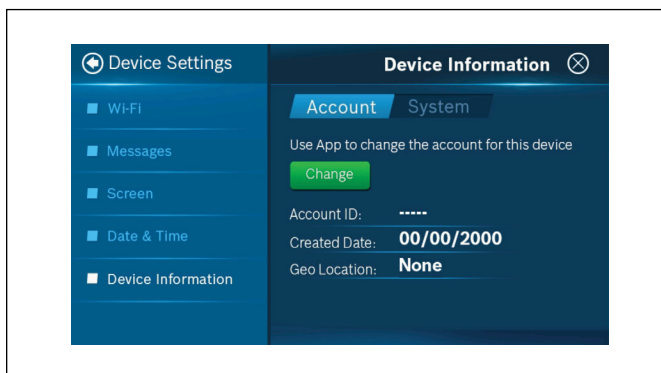 Device Settings
Wi-Fi
Messages
Screen
Date & Time
Device Information
Device Information
Account
System
Use App to change the account for this device
Change
Account ID: -----
Created Date: 00/00/2000
Geo Location: None